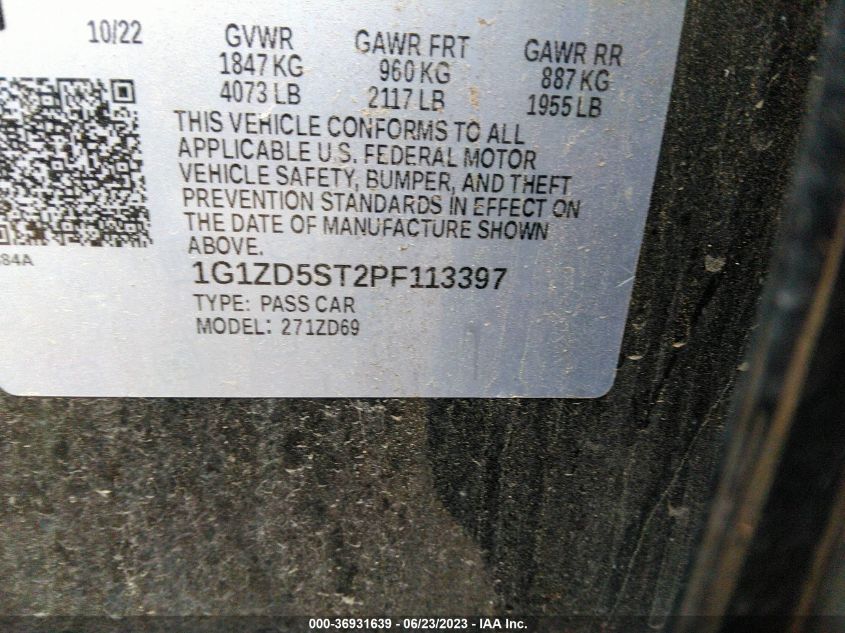 10/22 GVWR GAWR FRT GAWR RR
1847 KG 960 KG 887 KG
4073 LB 2117 LB 1955 LB
THIS VEHICLE CONFORMS TO ALL
APPLICABLE U.S. FEDERAL MOTOR
VEHICLE SAFETY, BUMPER, AND THEFT
PREVENTION STANDARDS IN EFFECT ON
THE DATE OF MANUFACTURE SHOWN
ABOVE.
84A
1G1ZD5ST2PF113397
TYPE: PASS CAR
MODEL: 271ZD69
000-36931639 - 06/23/2023 - IAA Inc.